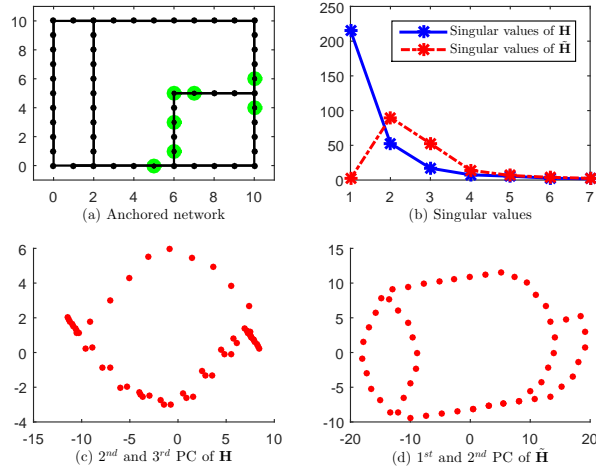 10
8
6
4
2
0
0 2 4 6 8 10
(a) Anchored network
250
200
150
100
50
0
1 2 3 4 5 6 7
Singular values of H
Singular values of H̃
(b) Singular values
6
4
2
0
-2
-4
-15 -10 -5 0 5 10
(c) 2nd and 3rd PC of H
15
10
5
0
-5
-10
-20 -10 0 10 20
(d) 1st and 2nd PC of H̃